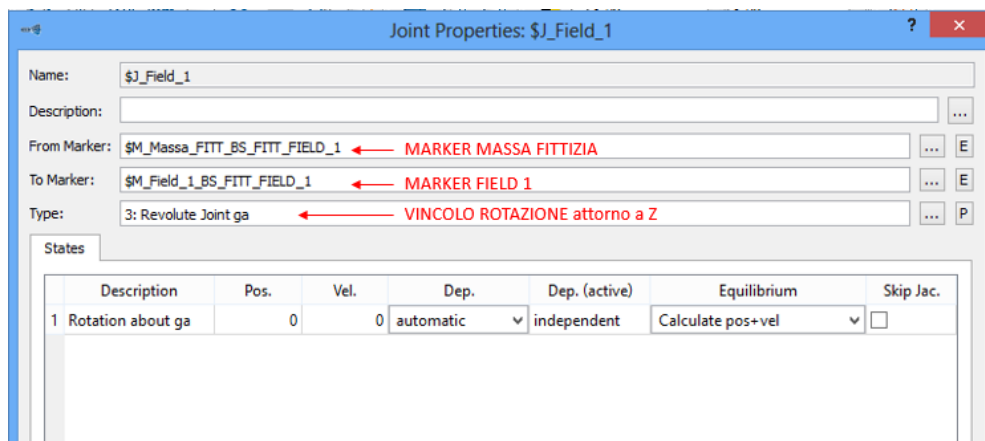 Joint Properties: $J_Field_1 ?
Name: $J_Field_1
Description: ...
From Marker: $M_Massa_FITT_BS_FITT_FIELD_1 MARKER MASSA FITTIZIA ... E
To Marker: $M_Field_1_BS_FITT_FIELD_1 MARKER FIELD 1 ... E
Type: 3: Revolute Joint ga VINCOLO ROTAZIONE attorno a Z ... P
States
Description Pos. Vel. Dep. Dep. (active) Equilibrium Skip Jac.
1 Rotation about ga 0 0 automatic independent Calculate pos+vel